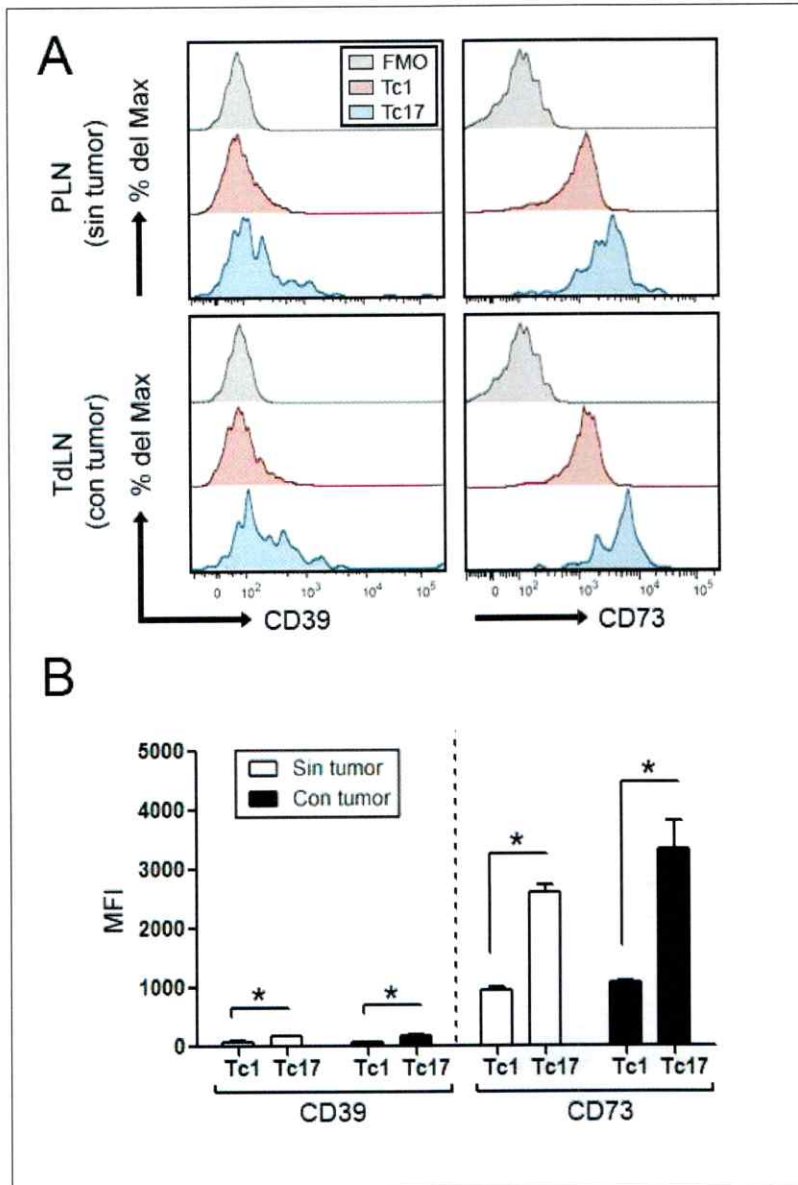 A
FMO
Tc1
Tc17
PLN
(sin tumor)
% del Max
TdLN
(con tumor)
% del Max
0 10² 10³ 10⁴ 10⁵
0 10² 10³ 10⁴ 10⁵
CD39
CD73
B
5000
4000
3000
2000
1000
0
MFI
Sin tumor
Con tumor
*
*
*
*
Tc1 Tc17 Tc1 Tc17 Tc1 Tc17 Tc1 Tc17
CD39
CD73